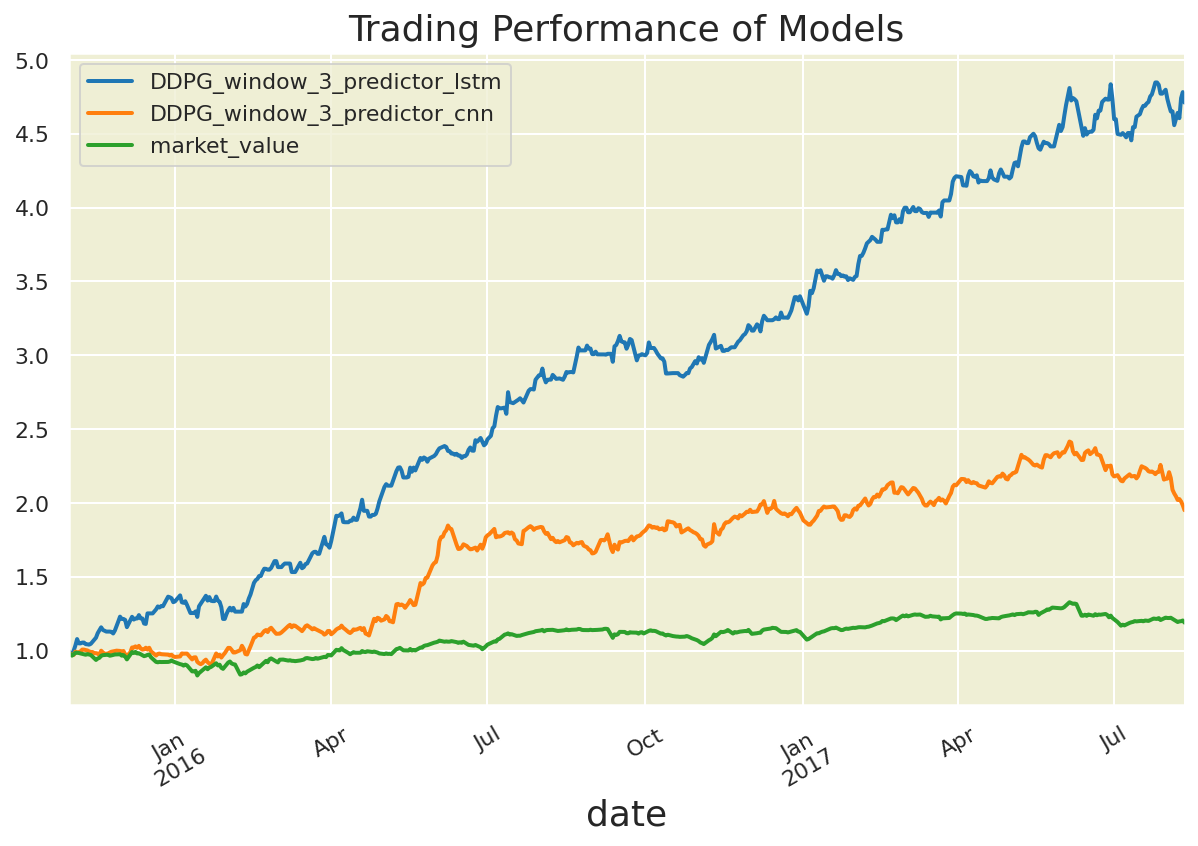 Trading Performance of Models
DDPG_window_3_predictor_lstm
DDPG_window_3_predictor_cnn
market_value
5.0
4.5
4.0
3.5
3.0
2.5
2.0
1.5
1.0
Jan
2016
Apr
Jul
Oct
Jan
2017
Apr
Jul
date